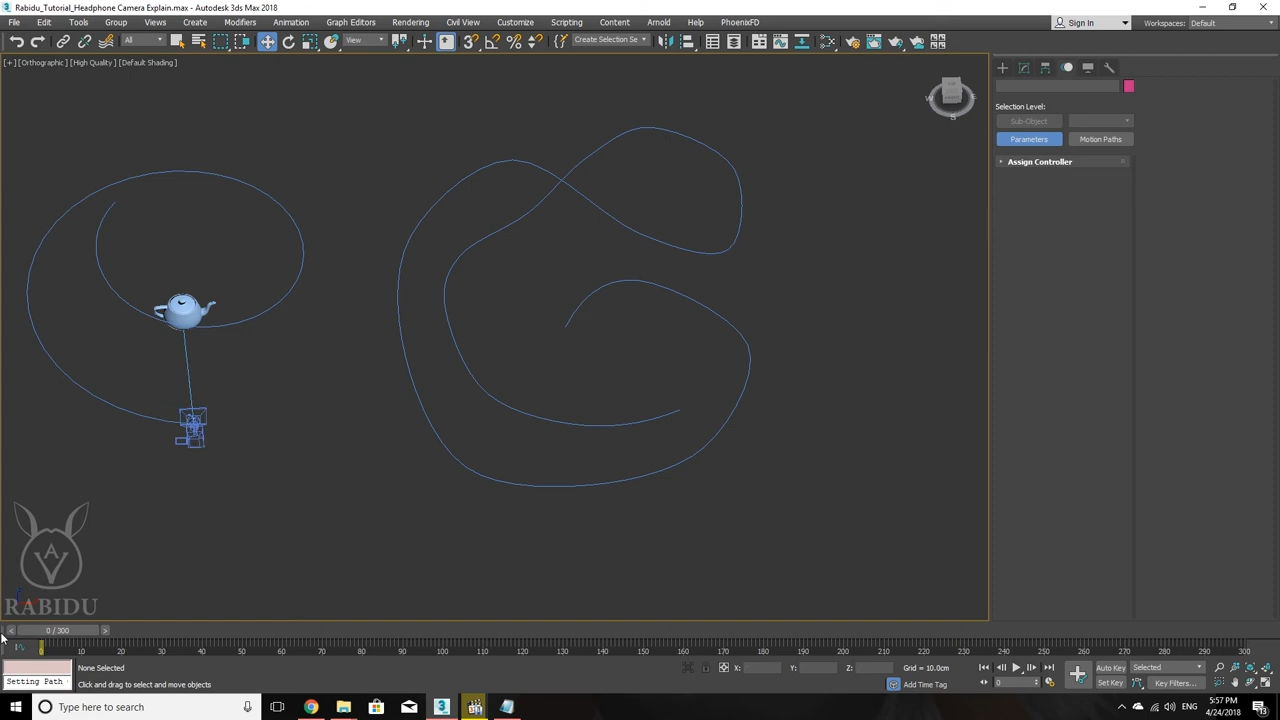 Rabidu_Tutorial_Headphone Camera Explain.max - Autodesk 3ds Max 2018
File Edit Tools Group Views Create Modifiers Animation Graph Editors Rendering Civil View Customize Scripting Content Arnold Help PhoenixFD Sign In Workspaces: Default
All View Create Selection Se
[+] [Orthographic] [High Quality] [Default Shading]
W S
Selection Level:
Sub-Object
Parameters Motion Paths
Assign Controller
RABIDU
< 0 / 300 >
0 10 20 30 40 50 60 70 80 90 100 110 120 130 140 150 160 170 180 190 200 210 220 230 240 250 260 270 280 290 300
None Selected X: Y: Z: Grid = 10.0cm Auto Key Selected
Setting Path Click and drag to select and move objects Add Time Tag 0 Set Key Key Filters...
Type here to search ENG 5:57 PM
4/24/2018 13